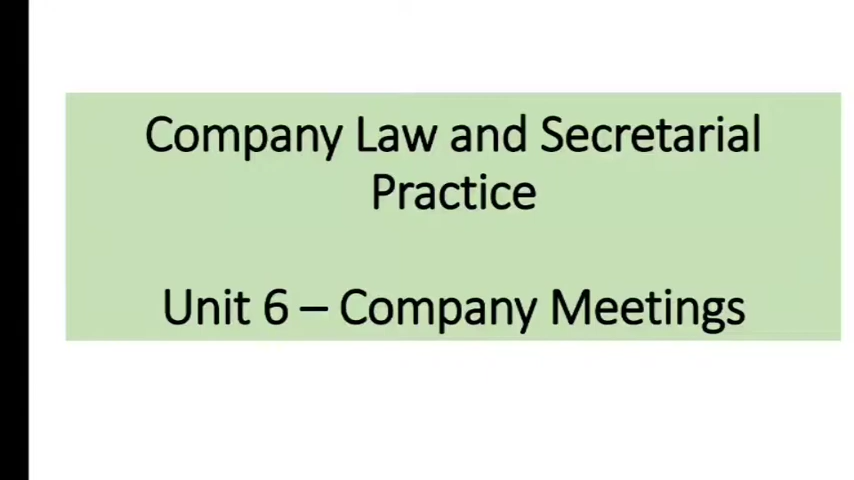 Company Law and Secretarial
Practice
Unit 6 – Company Meetings